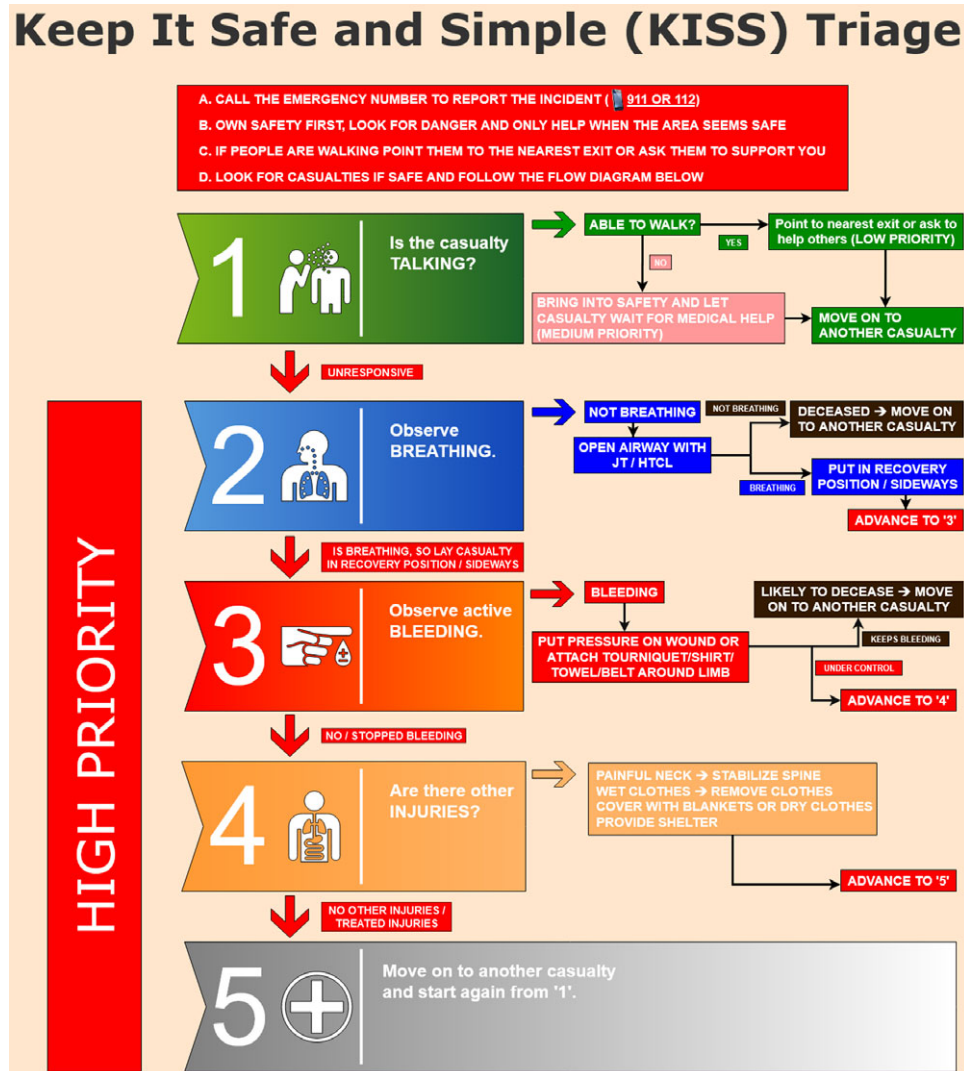 Keep It Safe and Simple (KISS) Triage
A. CALL THE EMERGENCY NUMBER TO REPORT THE INCIDENT ( 911 OR 112)
B. OWN SAFETY FIRST, LOOK FOR DANGER AND ONLY HELP WHEN THE AREA SEEMS SAFE
C. IF PEOPLE ARE WALKING POINT THEM TO THE NEAREST EXIT OR ASK THEM TO SUPPORT YOU
D. LOOK FOR CASUALTIES IF SAFE AND FOLLOW THE FLOW DIAGRAM BELOW
1
Is the casualty
TALKING?
ABLE TO WALK?
YES
Point to nearest exit or ask to
help others (LOW PRIORITY)
NO
BRING INTO SAFETY AND LET
CASUALTY WAIT FOR MEDICAL HELP
(MEDIUM PRIORITY)
MOVE ON TO
ANOTHER CASUALTY
UNRESPONSIVE
HIGH PRIORITY
2
Observe
BREATHING.
NOT BREATHING
OPEN AIRWAY WITH
JT / HTCL
NOT BREATHING
DECEASED → MOVE ON
TO ANOTHER CASUALTY
BREATHING
PUT IN RECOVERY
POSITION / SIDEWAYS
ADVANCE TO '3'
IS BREATHING, SO LAY CASUALTY
IN RECOVERY POSITION / SIDEWAYS
3
Observe active
BLEEDING.
BLEEDING
PUT PRESSURE ON WOUND OR
ATTACH TOURNIQUET/SHIRT/
TOWEL/BELT AROUND LIMB
LIKELY TO DECEASE → MOVE
ON TO ANOTHER CASUALTY
KEEPS BLEEDING
UNDER CONTROL
ADVANCE TO '4'
NO / STOPPED BLEEDING
4
Are there other
INJURIES?
PAINFUL NECK → STABILIZE SPINE
WET CLOTHES → REMOVE CLOTHES
COVER WITH BLANKETS OR DRY CLOTHES
PROVIDE SHELTER
ADVANCE TO '5'
NO OTHER INJURIES /
TREATED INJURIES
5
Move on to another casualty
and start again from '1'.